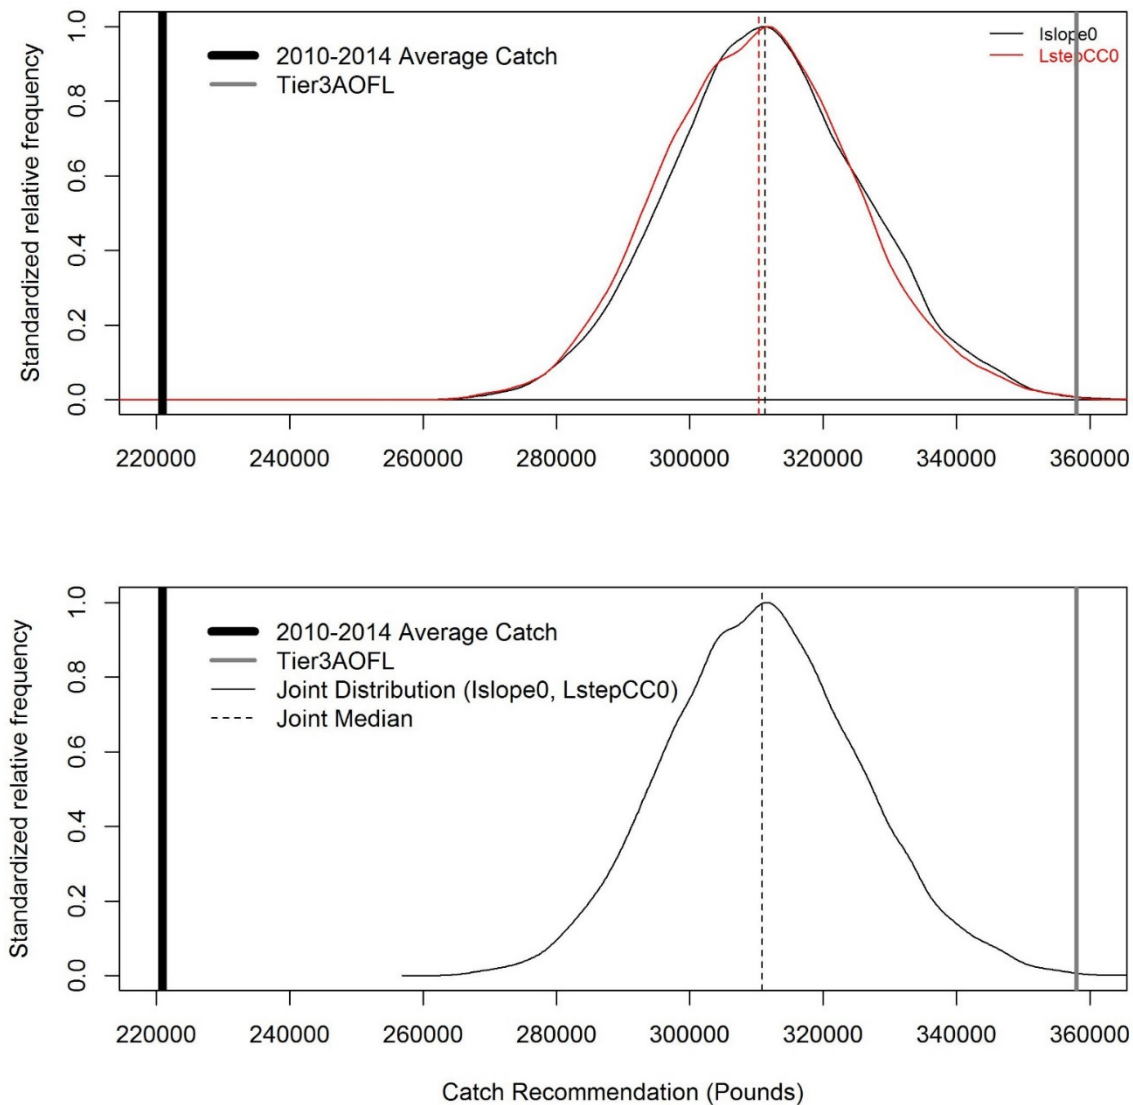 Standardized relative frequency
1.0
0.8
0.6
0.4
0.2
0.0
2010-2014 Average Catch
Tier3AOFL
Islope0
LstepCC0
220000 240000 260000 280000 300000 320000 340000 360000
Standardized relative frequency
1.0
0.8
0.6
0.4
0.2
0.0
2010-2014 Average Catch
Tier3AOFL
Joint Distribution (Islope0, LstepCC0)
Joint Median
220000 240000 260000 280000 300000 320000 340000 360000
Catch Recommendation (Pounds)